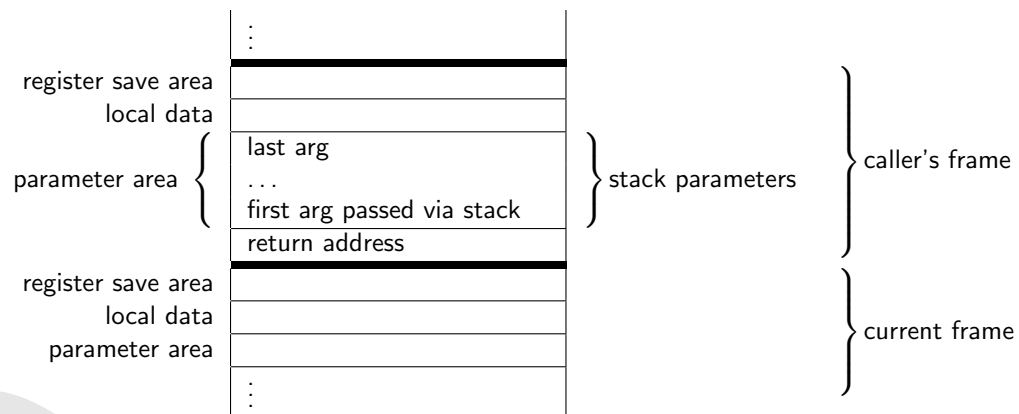 ⋮
register save area
local data
parameter area
last arg
...
first arg passed via stack
stack parameters
caller's frame
return address
register save area
local data
parameter area
current frame
⋮